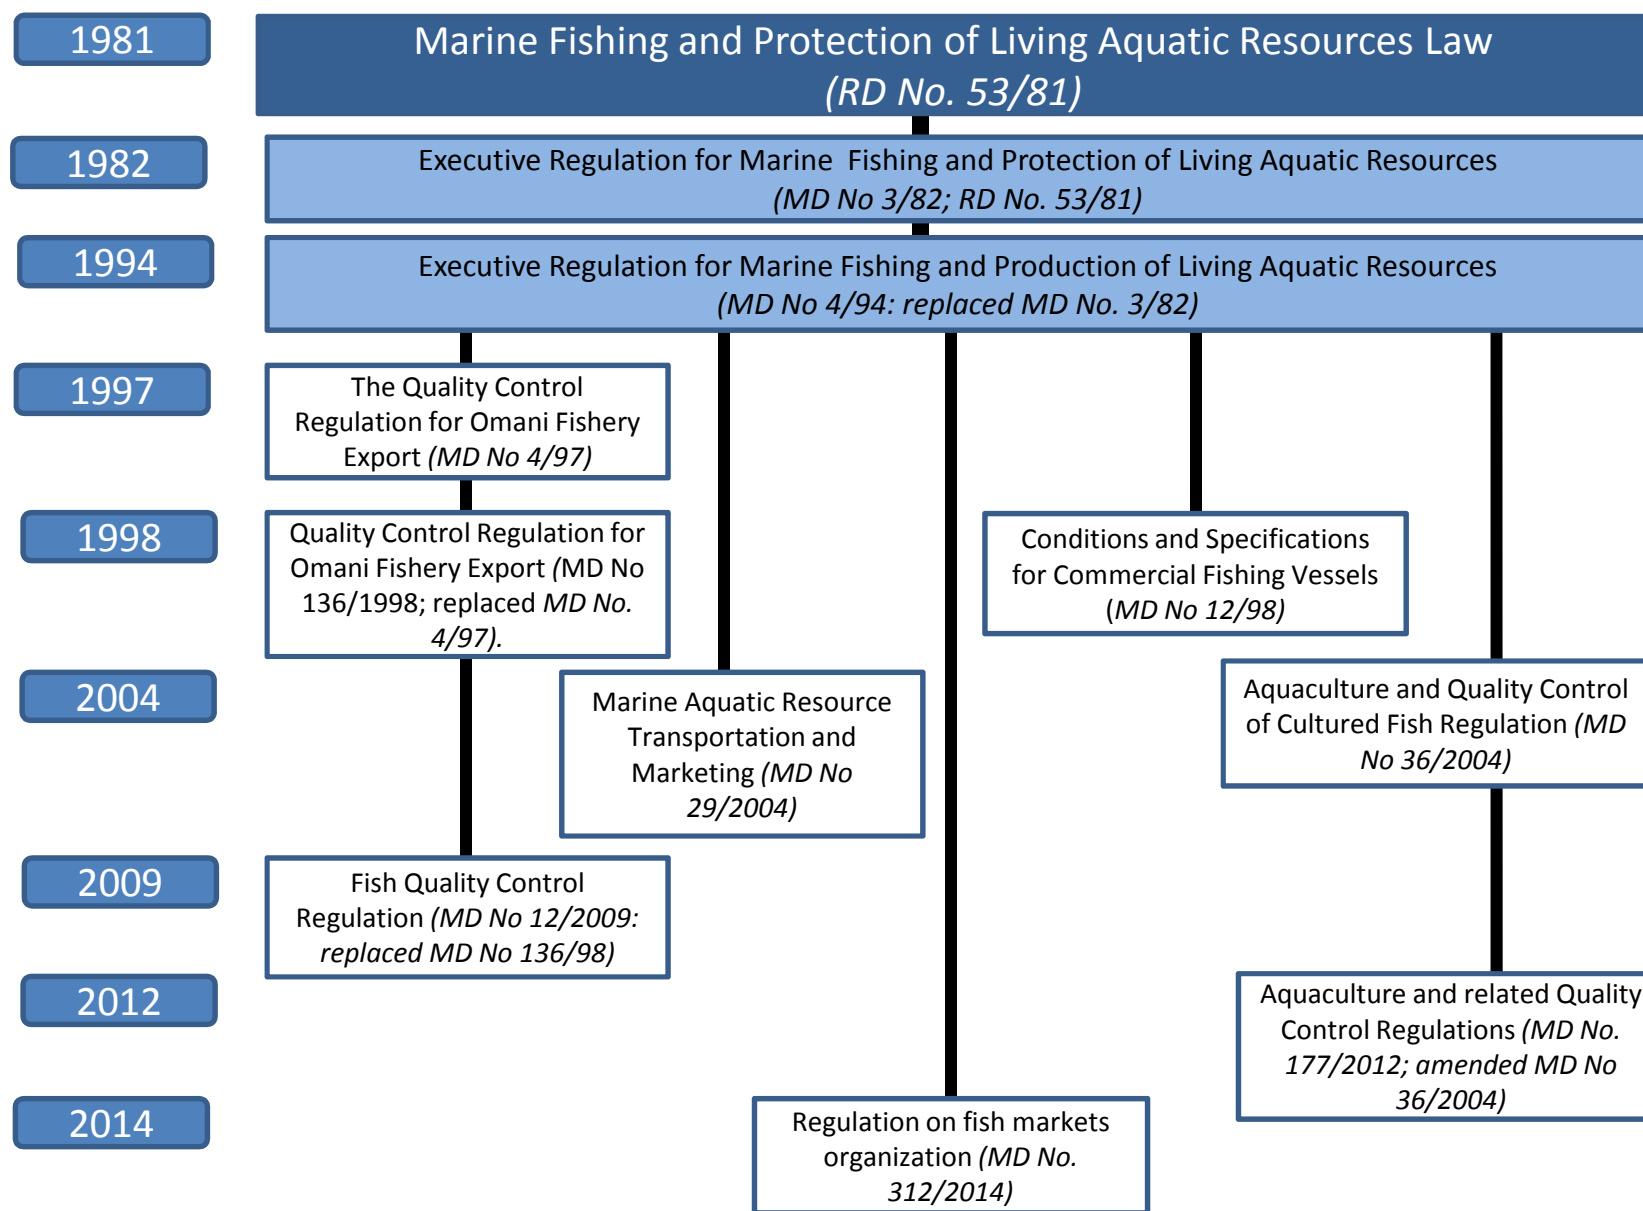 1981
Marine Fishing and Protection of Living Aquatic Resources Law
(RD No. 53/81)
1982
Executive Regulation for Marine Fishing and Protection of Living Aquatic Resources
(MD No 3/82; RD No. 53/81)
1994
Executive Regulation for Marine Fishing and Production of Living Aquatic Resources
(MD No 4/94: replaced MD No. 3/82)
1997
The Quality Control
Regulation for Omani Fishery
Export (MD No 4/97)
1998
Quality Control Regulation for
Omani Fishery Export (MD No
136/1998; replaced MD No.
4/97).
Conditions and Specifications
for Commercial Fishing Vessels
(MD No 12/98)
2004
Marine Aquatic Resource
Transportation and
Marketing (MD No
29/2004)
Aquaculture and Quality Control
of Cultured Fish Regulation (MD
No 36/2004)
2009
Fish Quality Control
Regulation (MD No 12/2009:
replaced MD No 136/98)
2012
Aquaculture and related Quality
Control Regulations (MD No.
177/2012; amended MD No
36/2004)
2014
Regulation on fish markets
organization (MD No.
312/2014)